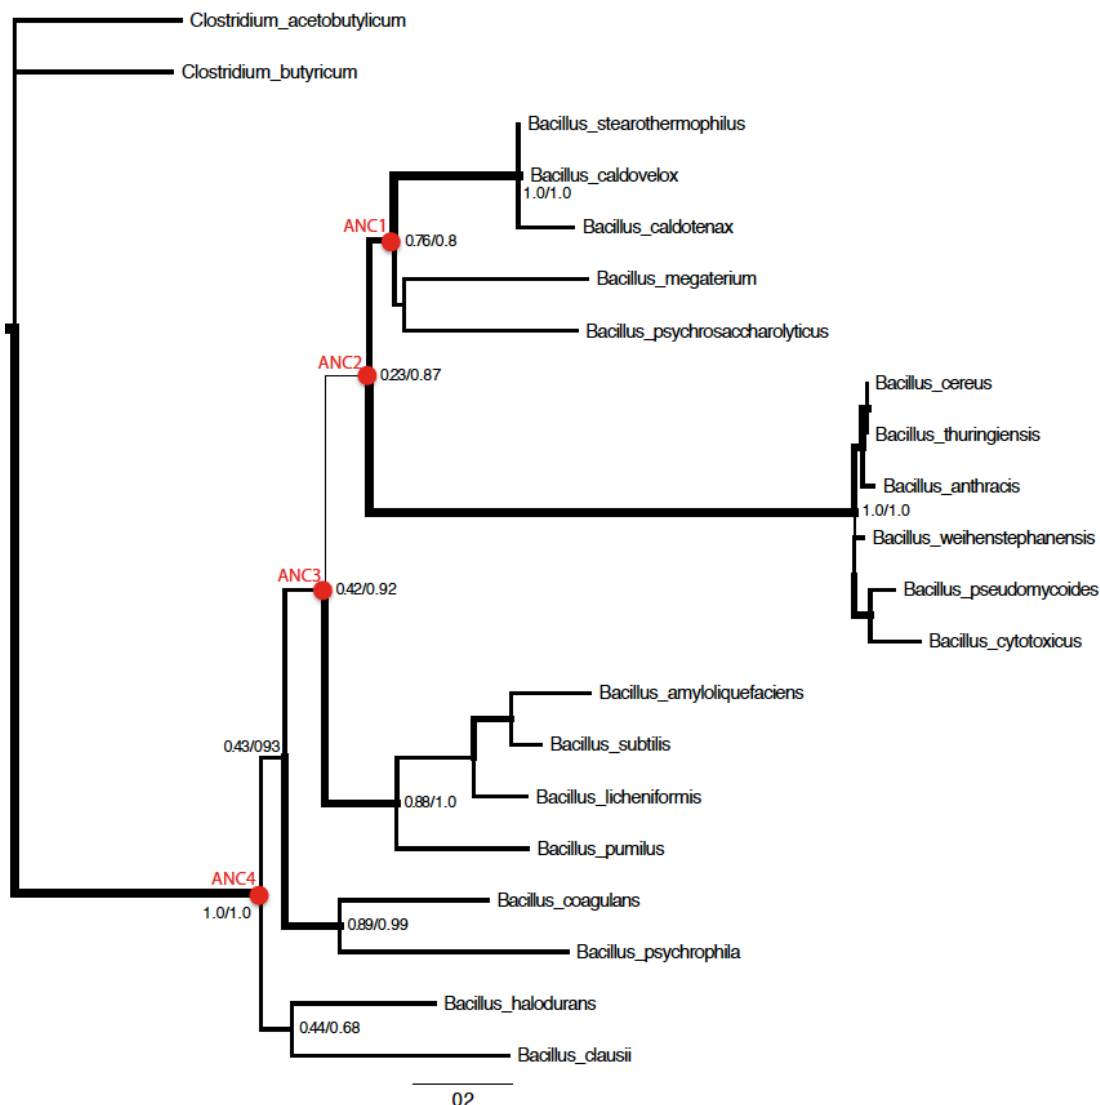 Clostridium_acetobutylicum
Clostridium_butyricum
Bacillus_stearothermophilus
Bacillus_caldovelox
1.0/1.0
ANC1
Bacillus_caldotenax
0.76/0.8
Bacillus_megaterium
Bacillus_psychrosaccharolyticus
ANC2
0.23/0.87
Bacillus_cereus
Bacillus_thuringiensis
Bacillus_anthracis
1.0/1.0
Bacillus_weihenstephanensis
ANC3
0.42/0.92
Bacillus_pseudomycoides
Bacillus_cytotoxicus
Bacillus_amyloliquefaciens
0.43/093
Bacillus_subtilis
Bacillus_licheniformis
0.88/1.0
Bacillus_pumilus
ANC4
1.0/1.0
Bacillus_coagulans
0.89/0.99
Bacillus_psychrophila
Bacillus_halodurans
0.44/0.68
Bacillus_clausii
02